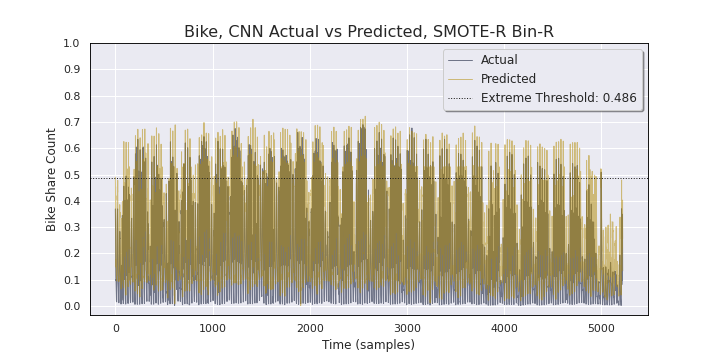 Bike, CNN Actual vs Predicted, SMOTE-R Bin-R
1.0
0.9
0.8
0.7
0.6
0.5
0.4
0.3
0.2
0.1
0.0
Bike Share Count
Actual
Predicted
Extreme Threshold: 0.486
0 1000 2000 3000 4000 5000
Time (samples)